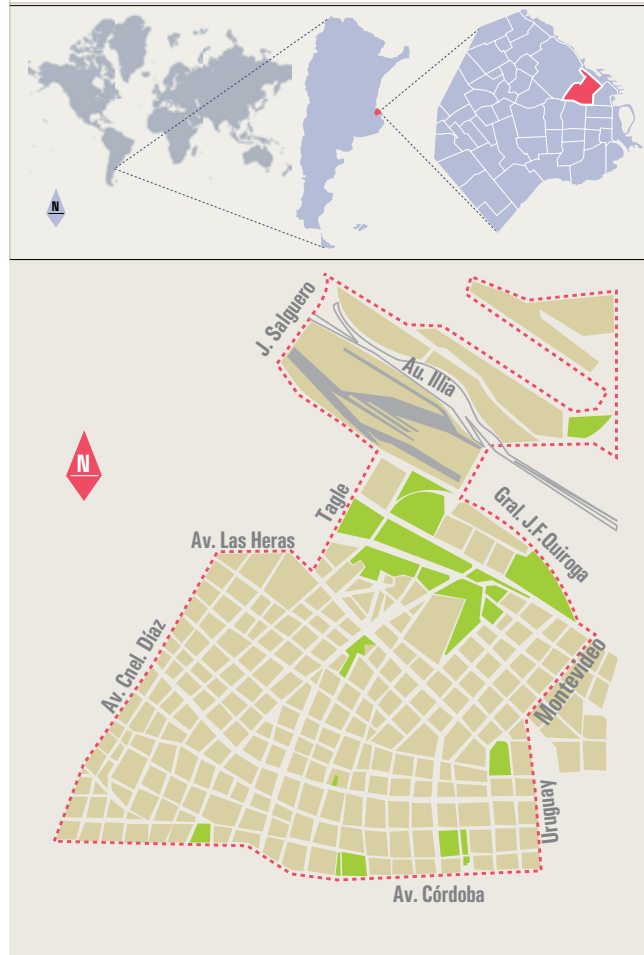 N
J. Salguero
Au. Illia
N
Tagle
Gral. J.F. Quiroga
Av. Las Heras
Av. Cnel. Díaz
Montevideo
Uruguay
Av. Córdoba